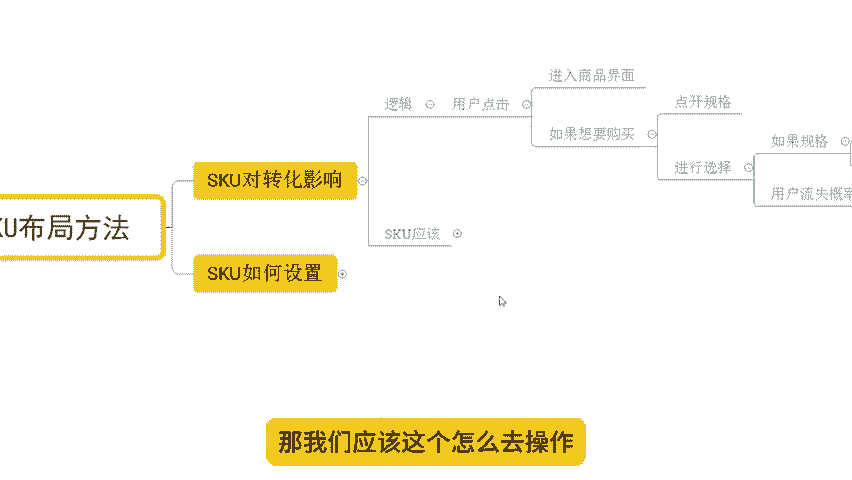 KU布局方法
SKU对转化影响
逻辑
用户点击
进入商品界面
如果想要购买
点开规格
进行选择
如果规格
用户流失概率
SKU应该
SKU如何设置
那我们应该这个怎么去操作